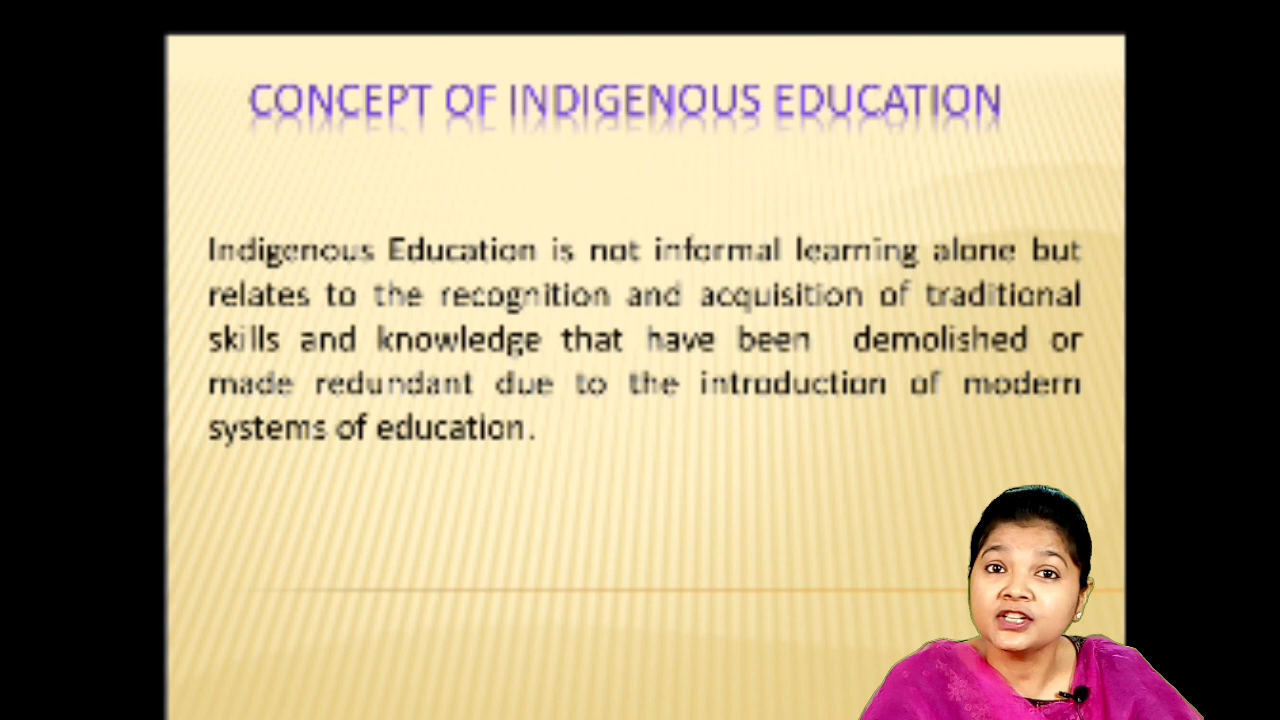 CONCEPT OF INDIGENOUS EDUCATION
Indigenous Education is not informal learning alone but
relates to the recognition and acquisition of traditional
skills and knowledge that have been demolished or
made redundant due to the introduction of modern
systems of education.